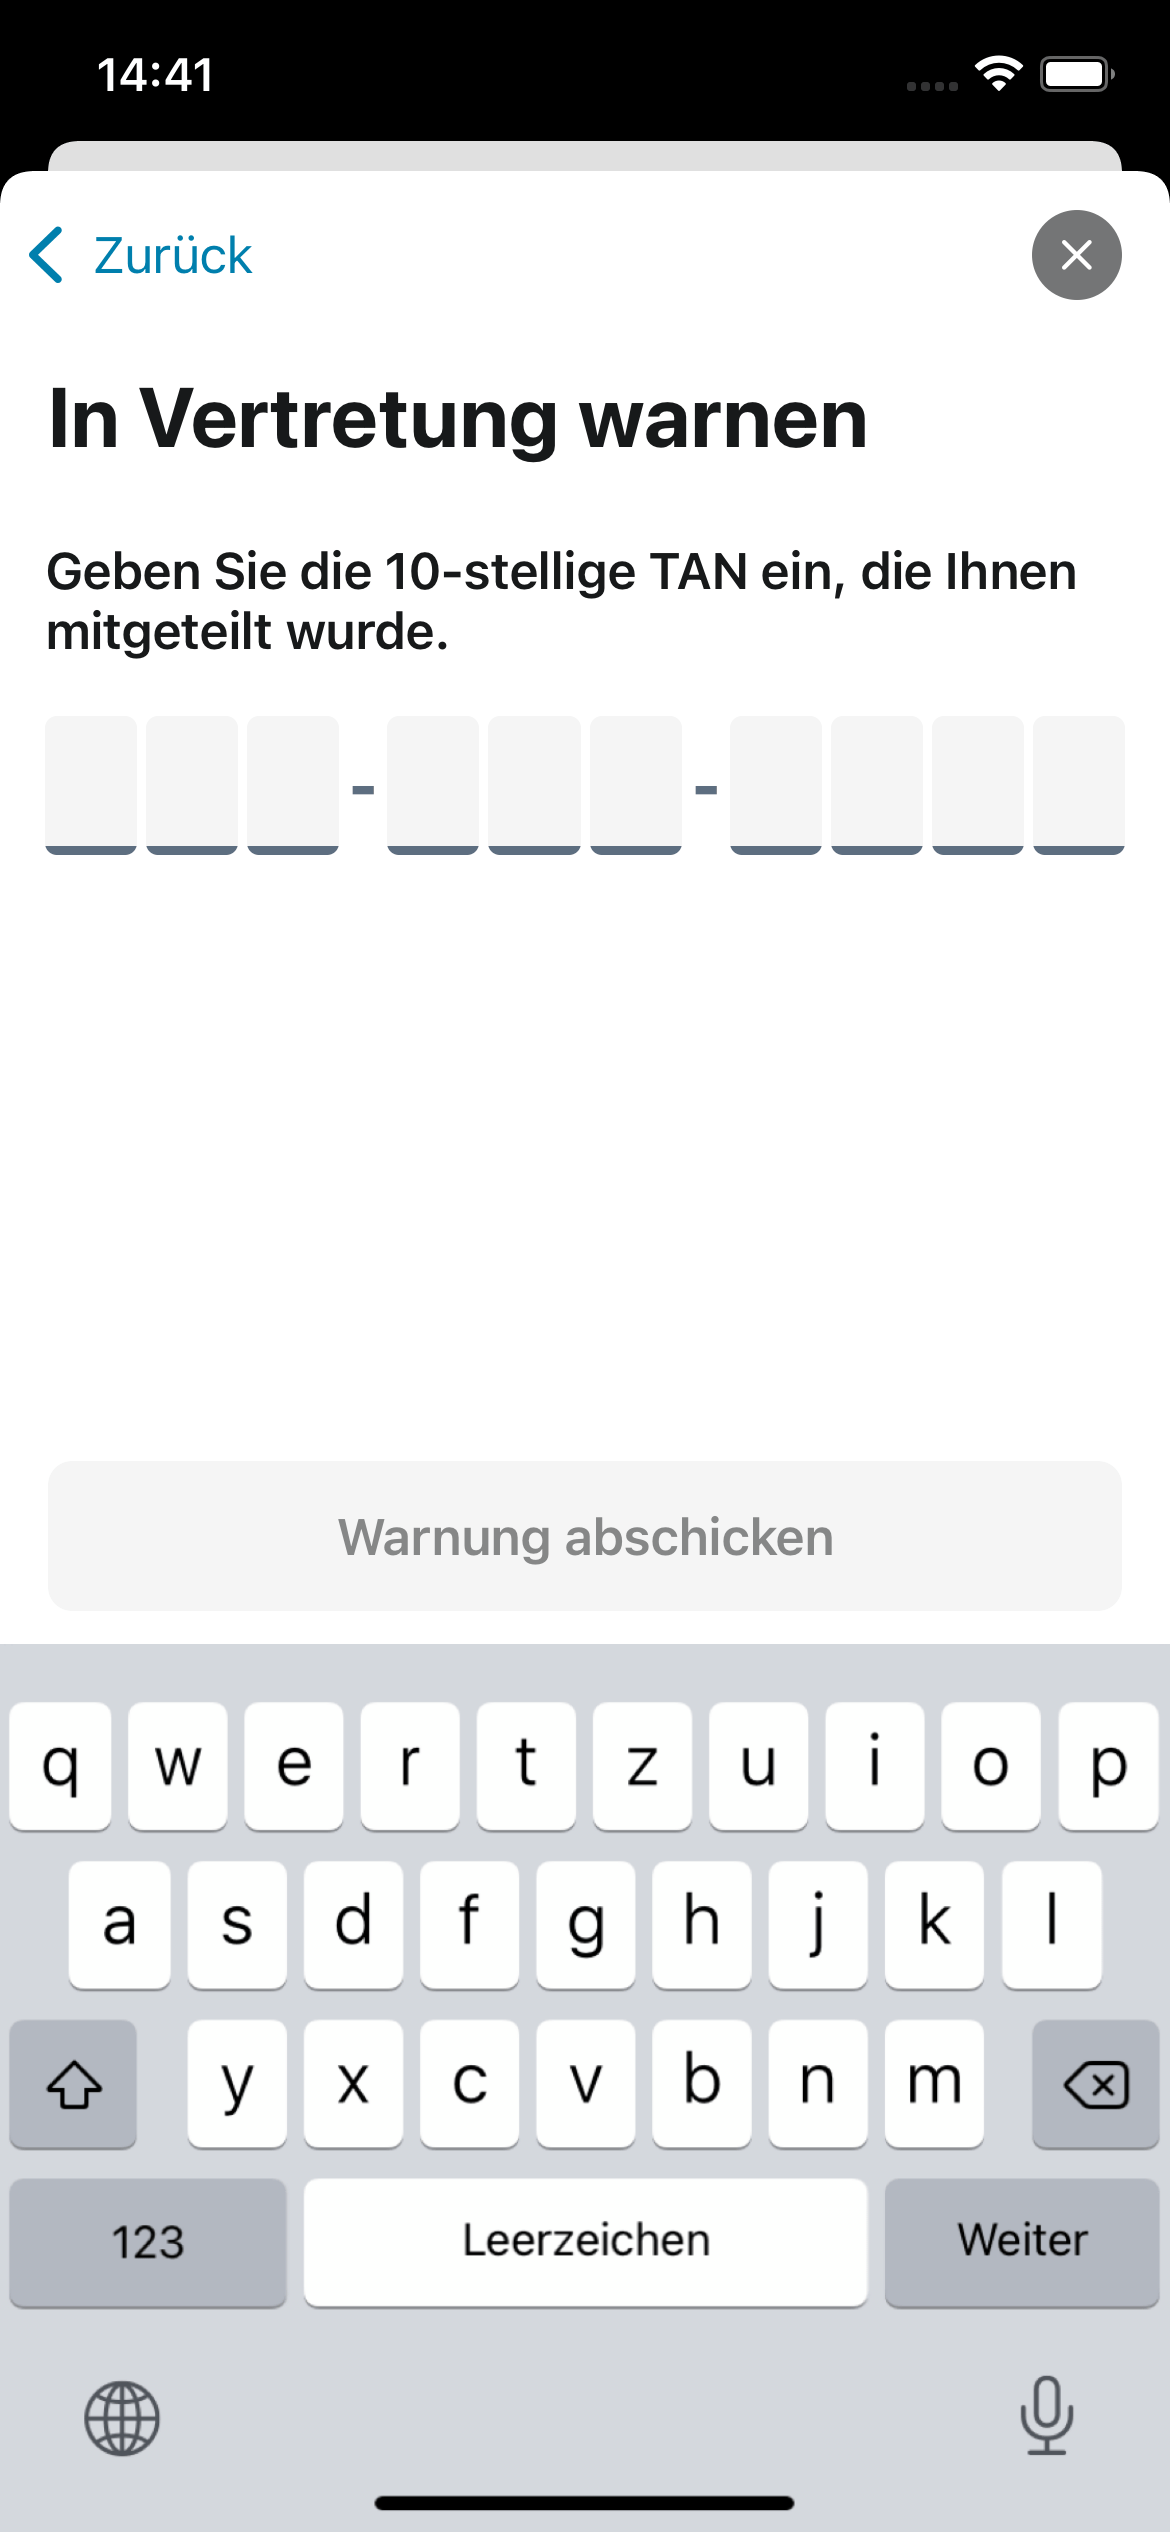 14:41
Zurück
In Vertretung warnen
Geben Sie die 10-stellige TAN ein, die Ihnen
mitgeteilt wurde.
- -
Warnung abschicken
q w e r t z u i o p
a s d f g h j k l
y x c v b n m
123 Leerzeichen Weiter